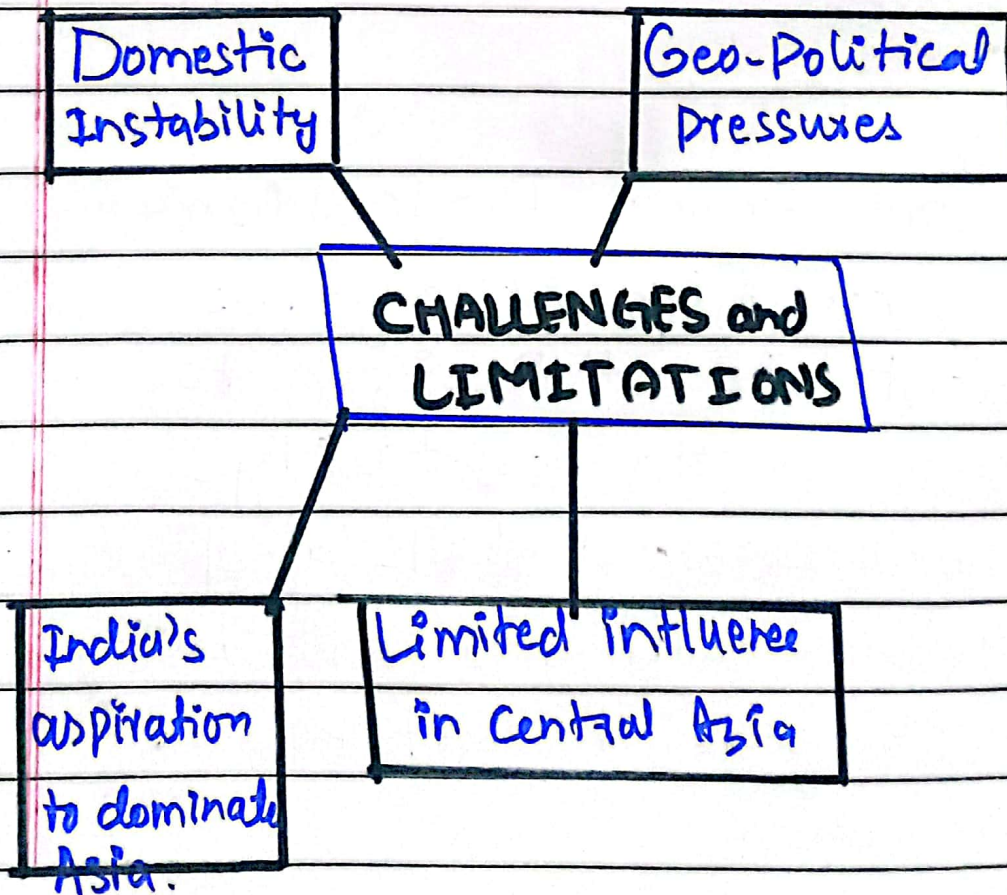 Domestic
Instability
Geo-Political
Pressures
CHALLENGES and
LIMITATIONS
India's
aspiration
to dominate
Asia.
Limited influence
in Central Asia